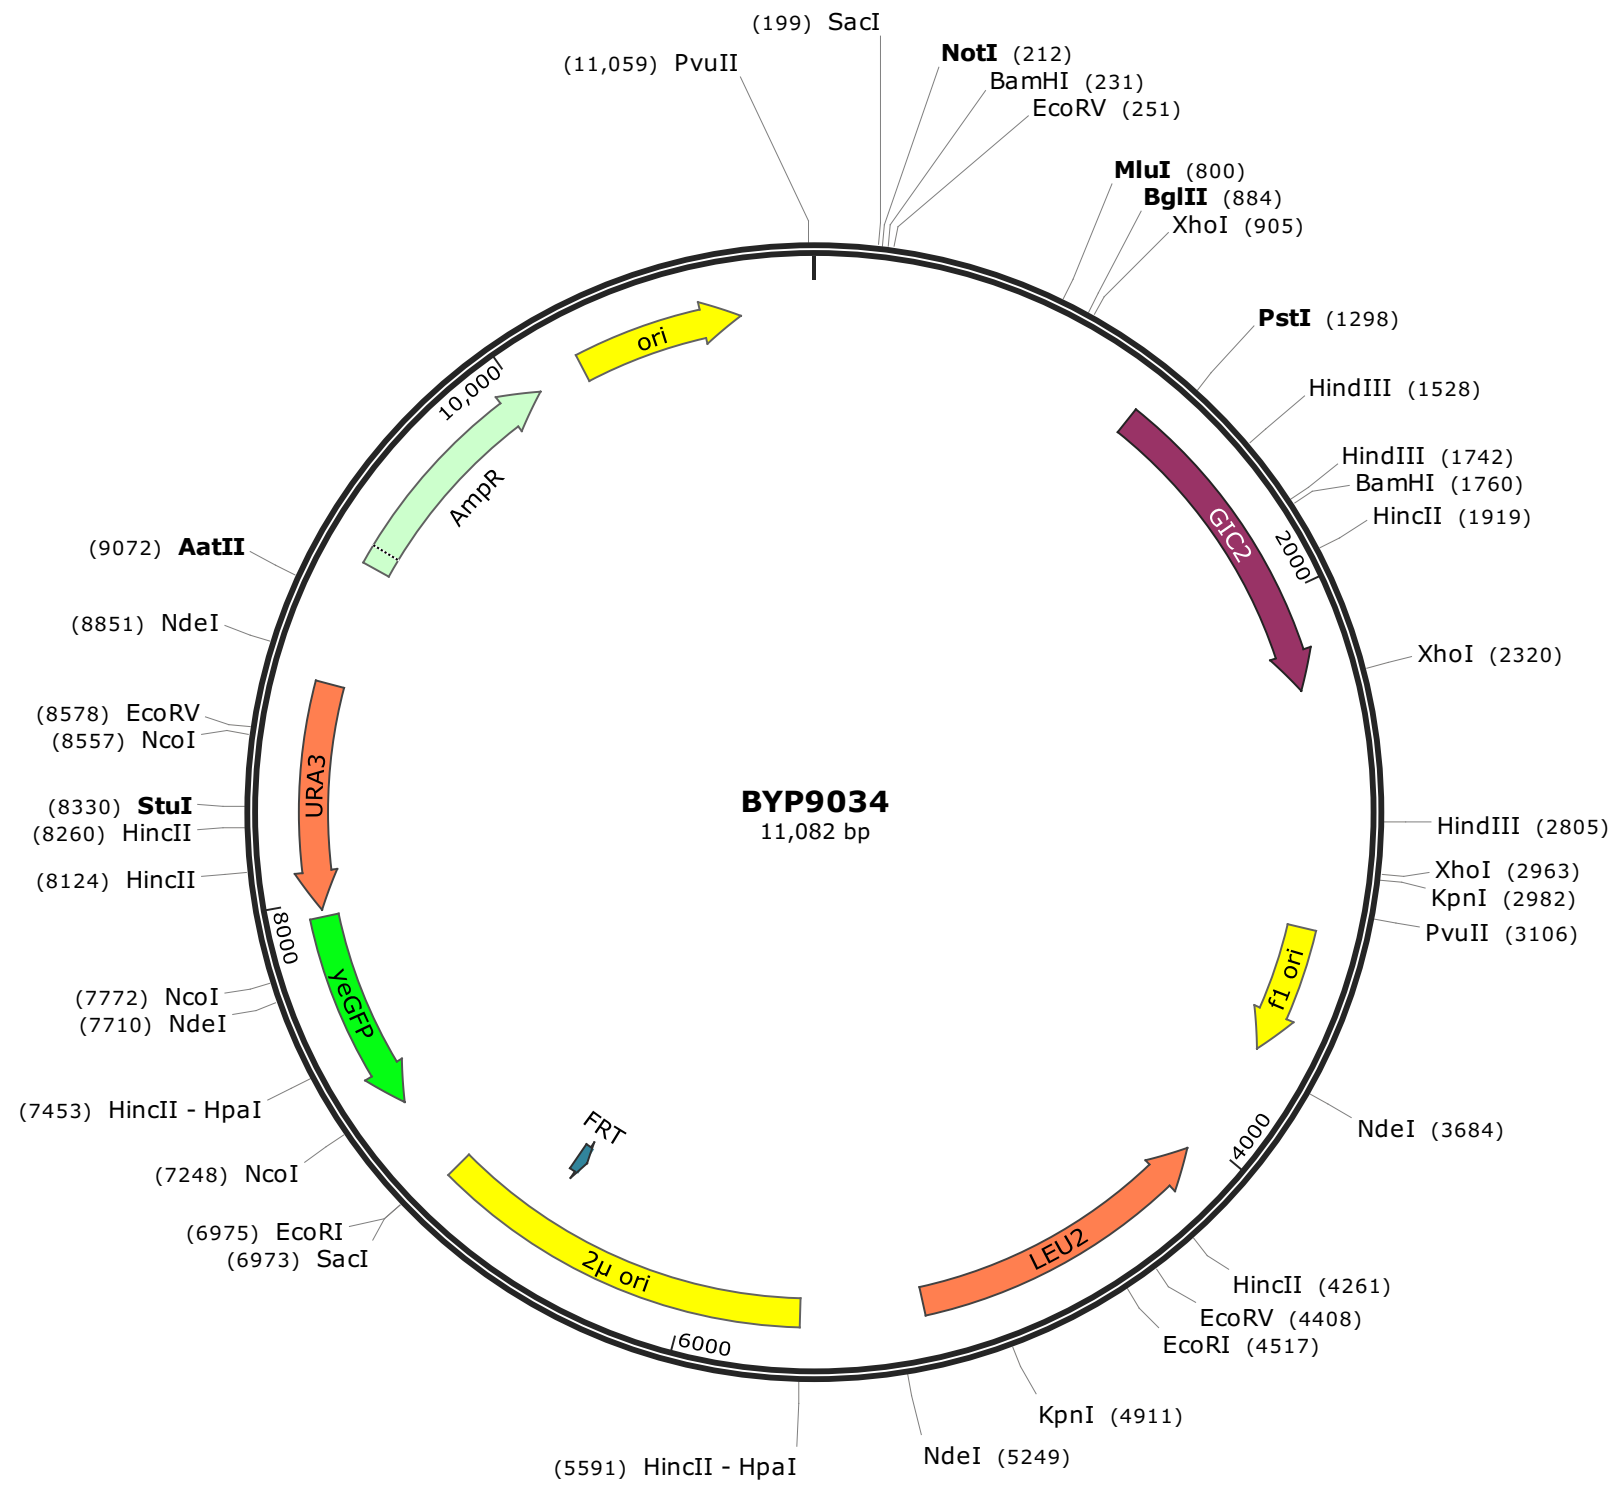 (199) SacI
(11,059) PvuII
NotI (212)
BamHI (231)
EcoRV (251)
MluI (800)
BglII (884)
XhoI (905)
PstI (1298)
HindIII (1528)
HindIII (1742)
BamHI (1760)
HincII (1919)
2000
GIC2
XhoI (2320)
HindIII (2805)
XhoI (2963)
KpnI (2982)
PvuII (3106)
f1 ori
NdeI (3684)
4000
LEU2
HincII (4261)
EcoRV (4408)
EcoRI (4517)
KpnI (4911)
NdeI (5249)
(5591) HincII - HpaI
6000
2μ ori
FRT
(6973) SacI
(6975) EcoRI
(7248) NcoI
(7453) HincII - HpaI
yeGFP
(7710) NdeI
(7772) NcoI
8000
(8124) HincII
(8260) HincII
(8330) StuI
URA3
(8557) NcoI
(8578) EcoRV
(8851) NdeI
(9072) AatII
AmpR
10,000
ori
BYP9034
11,082 bp